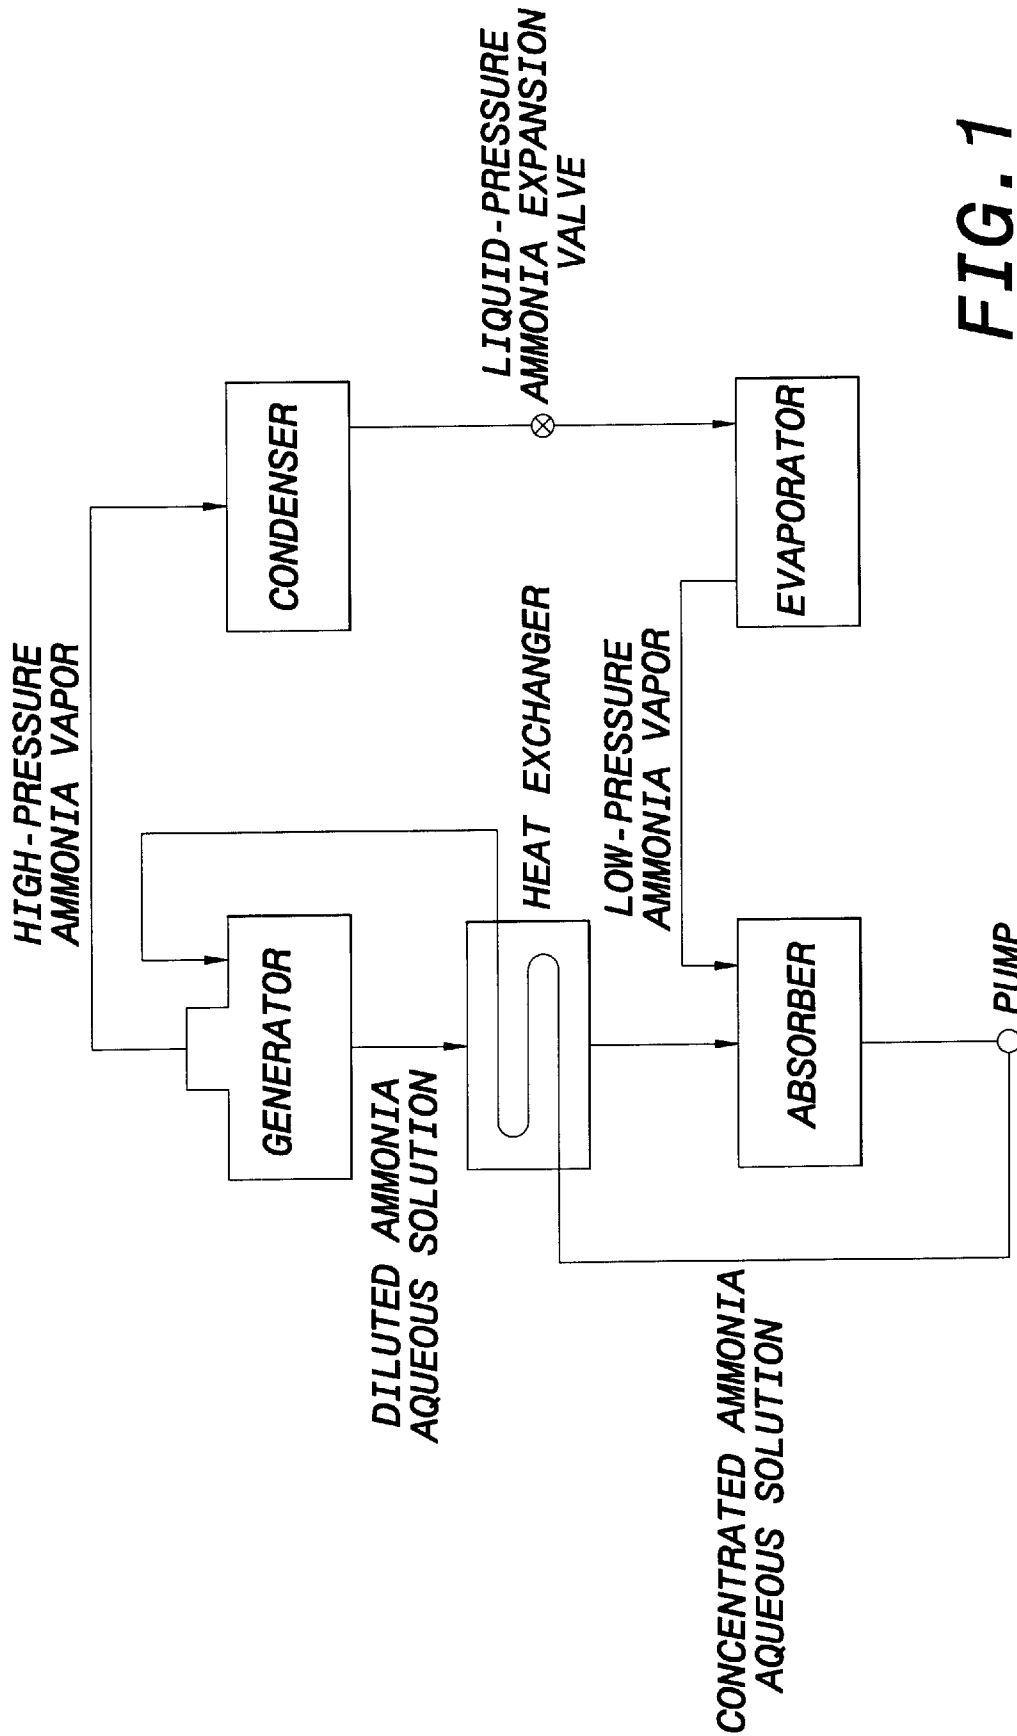 HIGH-PRESSURE
AMMONIA VAPOR
GENERATOR
CONDENSER
DILUTED AMMONIA
AQUEOUS SOLUTION
HEAT EXCHANGER
LIQUID-PRESSURE
AMMONIA EXPANSION
VALVE
LOW-PRESSURE
AMMONIA VAPOR
CONCENTRATED AMMONIA
AQUEOUS SOLUTION
ABSORBER
EVAPORATOR
PUMP
FIG.1